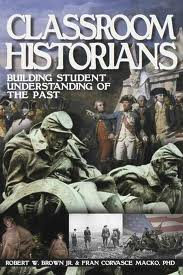 CLASSROOM
HISTORIANS
BUILDING STUDENT
UNDERSTANDING OF
THE PAST
ROBERT W. BROWN JR. & FRAN CORVASCE MACKO, PHD